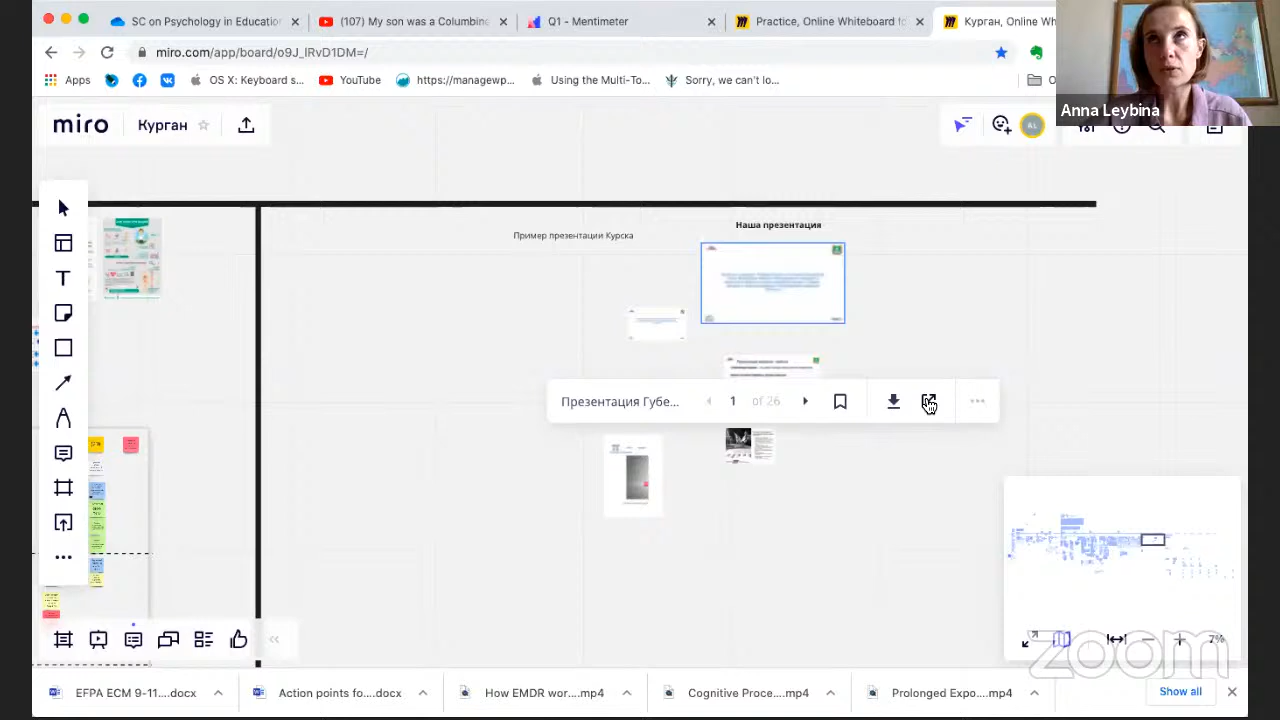 SC on Psychology in Education
(107) My son was a Columbine
Q1 - Mentimeter
Practice, Online Whiteboard fo
Курган, Online Wh
miro.com/app/board/o9J_lRvD1DM=/
Apps
OS X: Keyboard s...
YouTube
https://managewp...
Using the Multi-To...
Sorry, we can't lo...
Anna Leybina
miro
Курган
Наша презентация
Пример презентации Курска
Презентация Губе...
1
of 26
7%
zoom
EFPA ECM 9-11....docx
Action points fo....docx
How EMDR wor....mp4
Cognitive Proce....mp4
Prolonged Expo....mp4
Show all